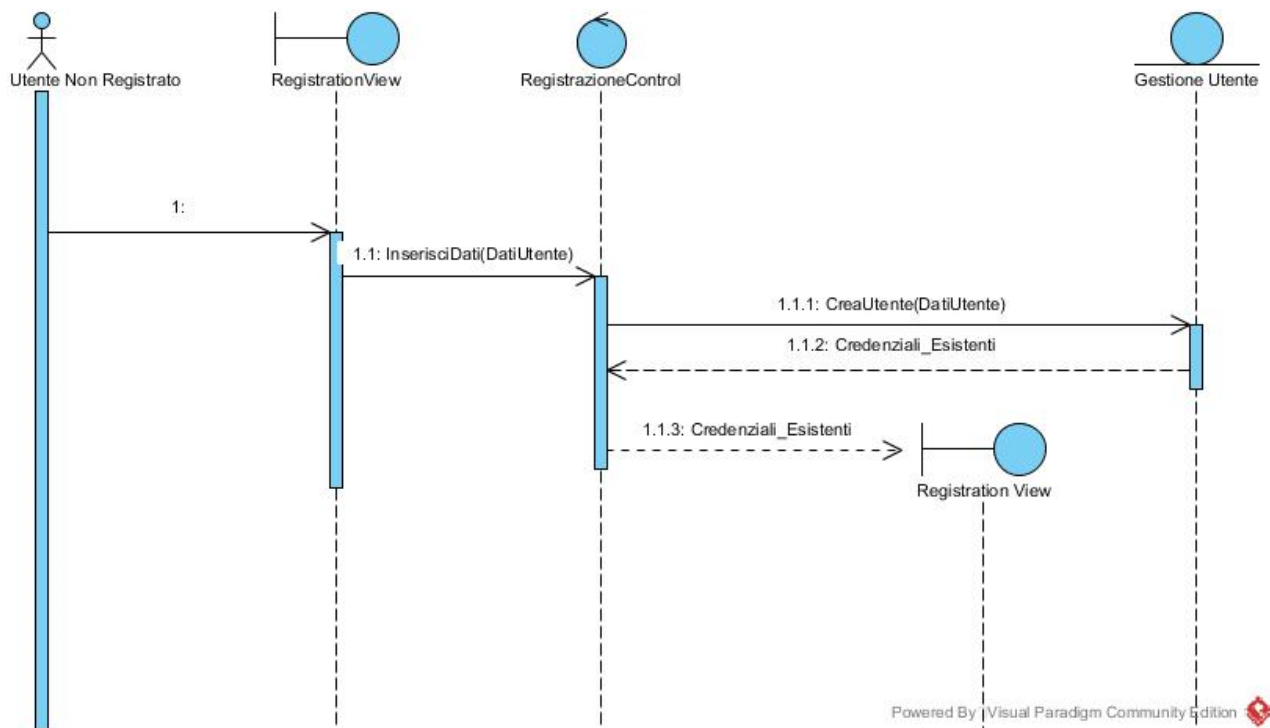 Utente Non Registrato
RegistrationView
RegistrazioneControl
Gestione Utente
1:
1.1: InserisciDati(DatiUtente)
1.1.1: CreaUtente(DatiUtente)
1.1.2: Credenziali_Esistenti
1.1.3: Credenziali_Esistenti
Registration View
Powered By Visual Paradigm Community Edition